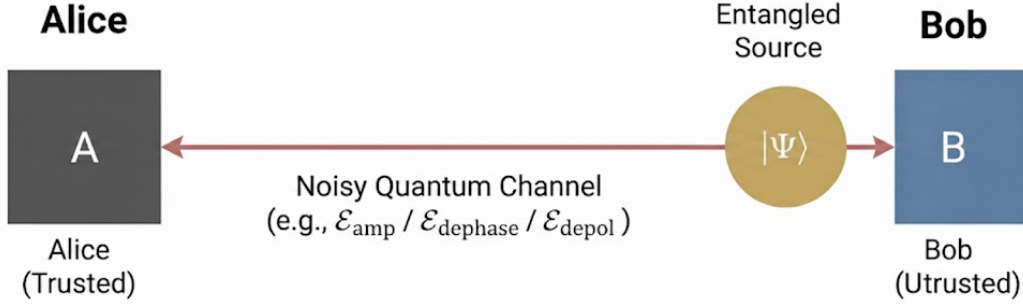 Alice
Entangled
Source
Bob
A
|Ψ⟩
B
Noisy Quantum Channel
(e.g., ℰamp / ℰdephase / ℰdepol )
Alice
(Trusted)
Bob
(Utrusted)